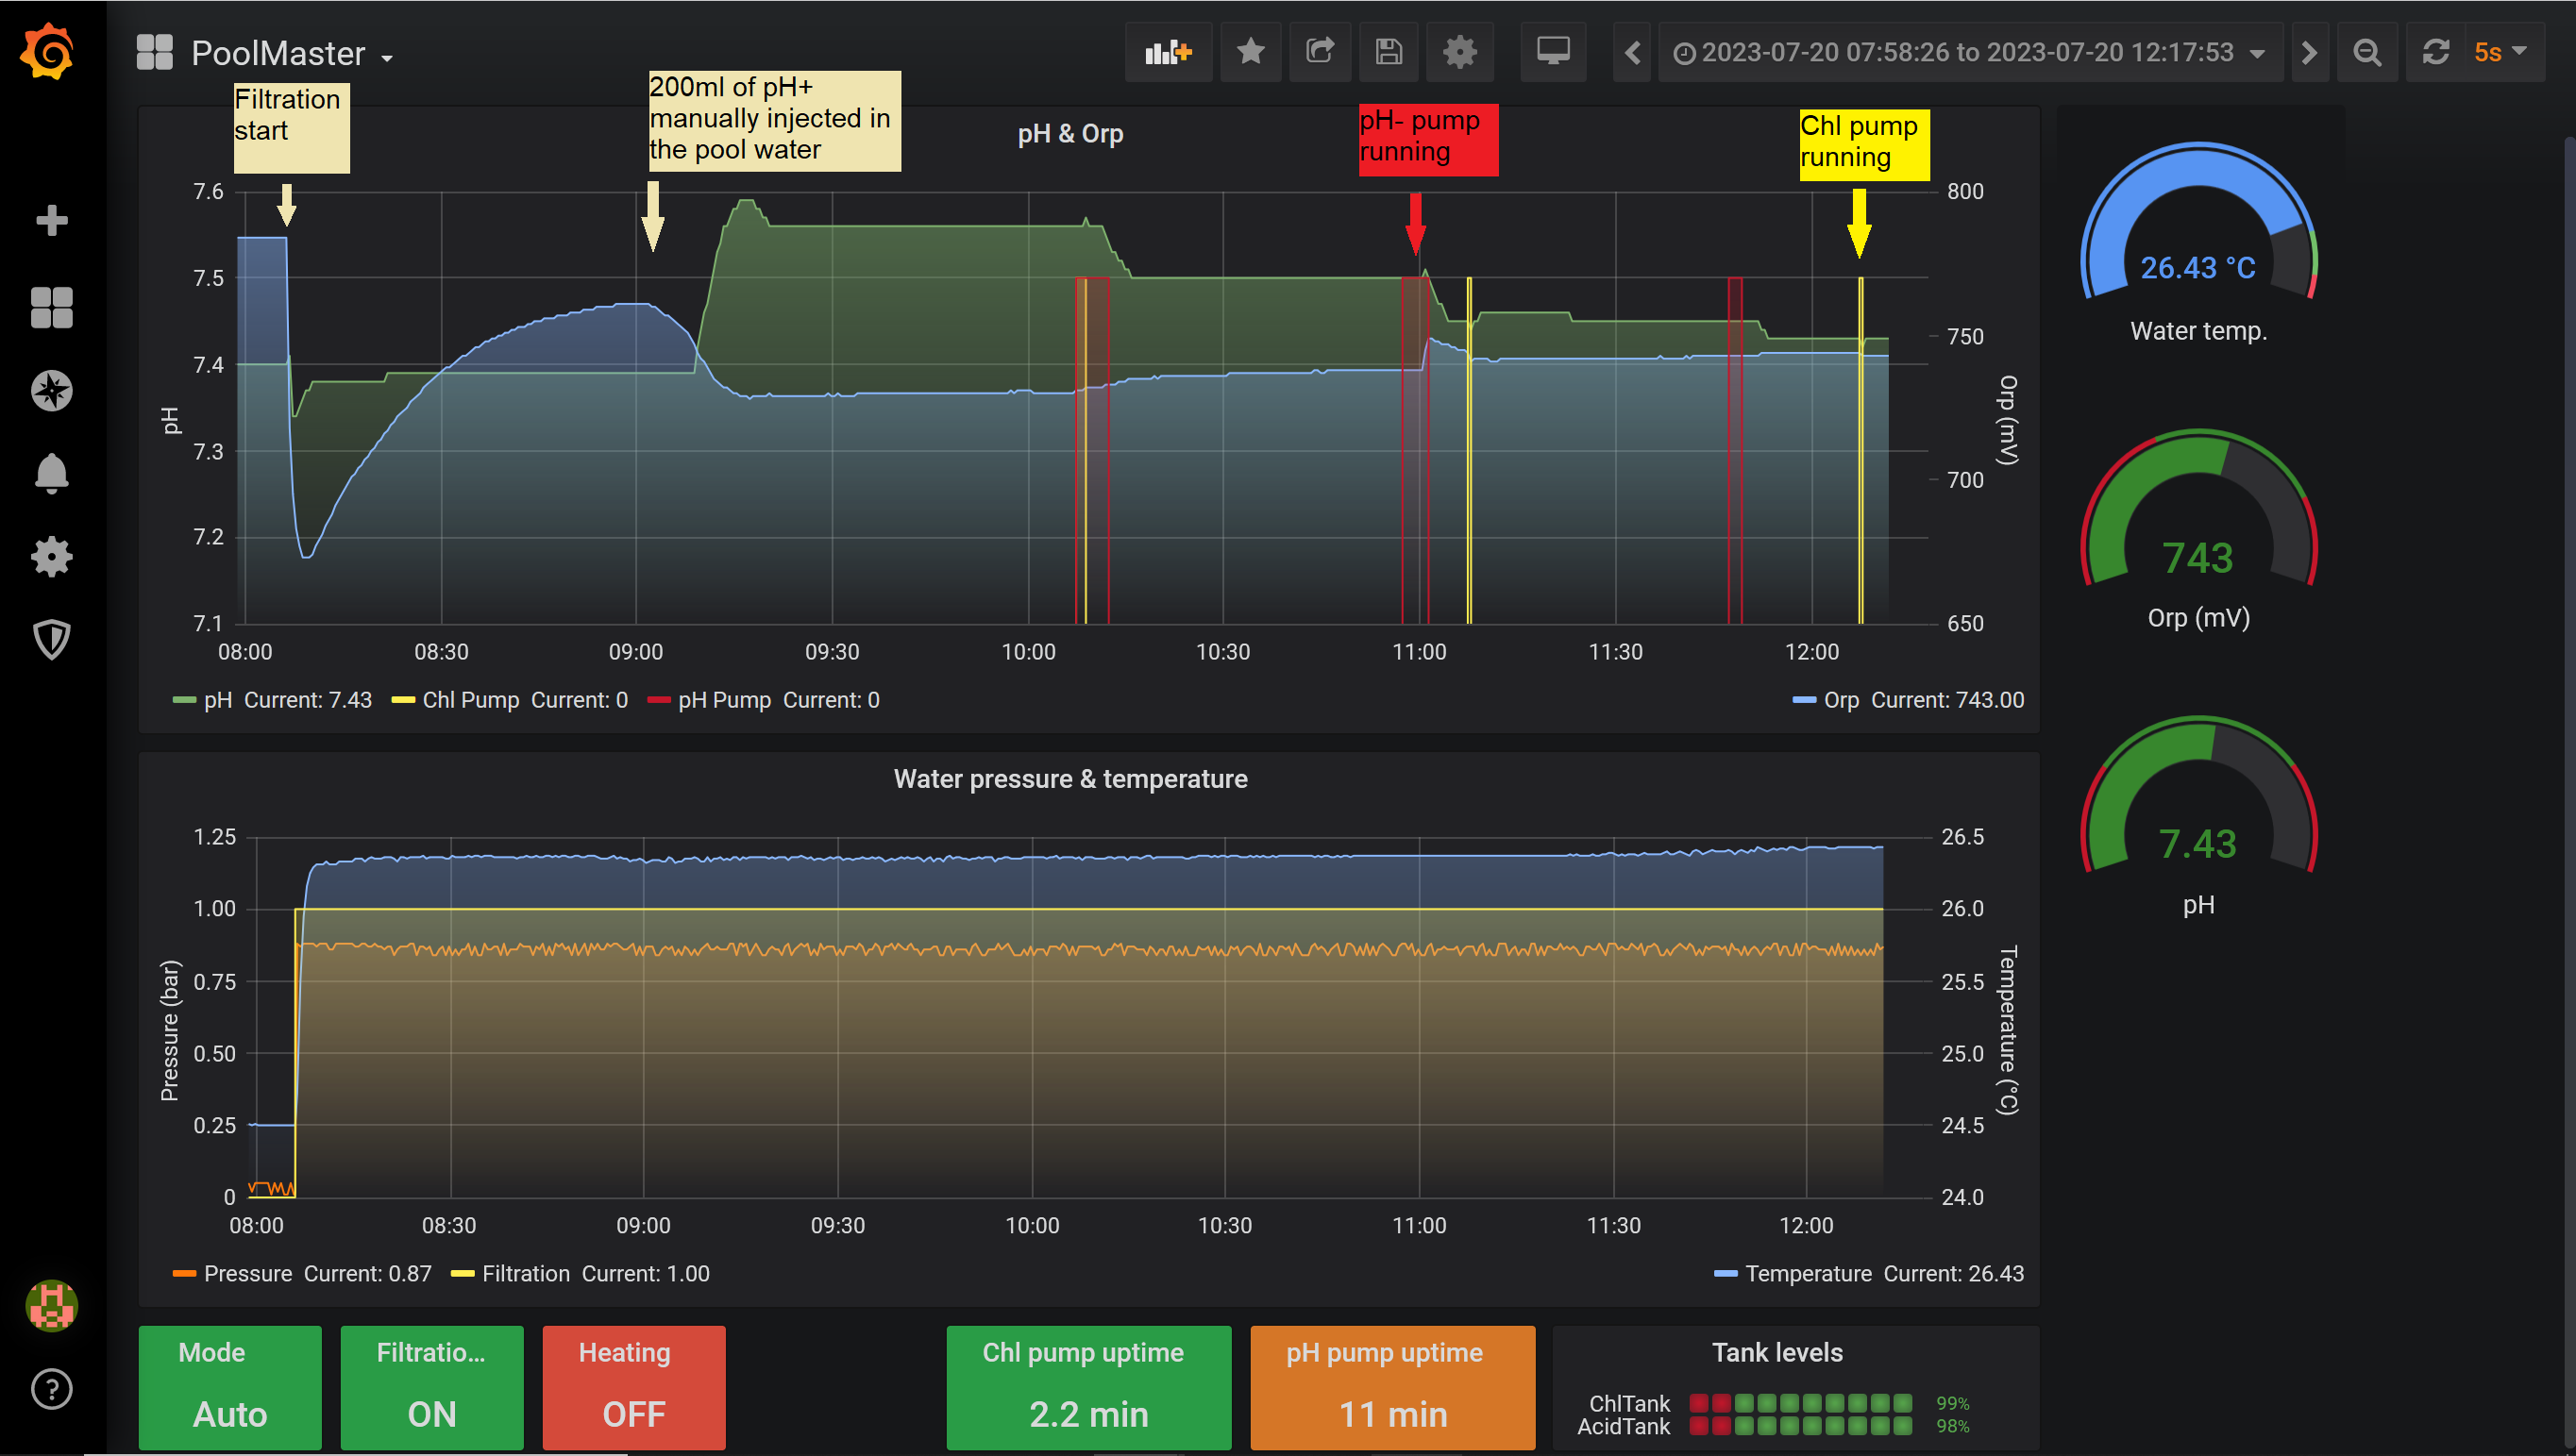 PoolMaster
2023-07-20 07:58:26 to 2023-07-20 12:17:53
5s
Filtration
start
200ml of pH+
manually injected in
the pool water
pH & Orp
pH- pump
running
Chl pump
running
7.6
7.5
7.4
7.3
7.2
7.1
pH
800
750
700
650
Orp (mV)
08:00 08:30 09:00 09:30 10:00 10:30 11:00 11:30 12:00
pH Current: 7.43 Chl Pump Current: 0 pH Pump Current: 0 Orp Current: 743.00
26.43 °C
Water temp.
743
Orp (mV)
7.43
pH
Water pressure & temperature
1.25
1.00
0.75
0.50
0.25
0
Pressure (bar)
26.5
26.0
25.5
25.0
24.5
24.0
Temperature (°C)
08:00 08:30 09:00 09:30 10:00 10:30 11:00 11:30 12:00
Pressure Current: 0.87 Filtration Current: 1.00 Temperature Current: 26.43
Mode
Auto
Filtratio...
ON
Heating
OFF
Chl pump uptime
2.2 min
pH pump uptime
11 min
Tank levels
ChlTank 99%
AcidTank 98%